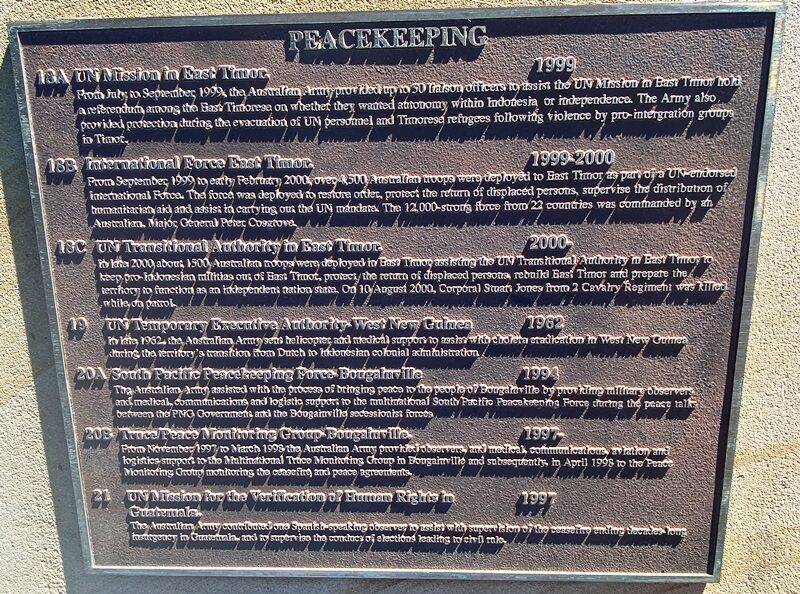 PEACEKEEPING
18A UN Mission in East Timor. 1999
From July to September 1999, the Australian Army provided up to 50 liaison officers to assist the UN Mission in East Timor hold
a referendum among the East Timorese on whether they wanted autonomy within Indonesia or independence. The Army also
provided protection during the evacuation of UN personnel and Timorese refugees following violence by pro-intergration groups
in Timor.
18B International Force East Timor. 1999-2000
From September 1999 to early February 2000, over 4,500 Australian troops were deployed to East Timor as part of a UN-endorsed
International Force. The force was deployed to restore order, protect the return of displaced persons, supervise the distribution of
humanitarian aid and assist in carrying out the UN mandate. The 12,000-strong force from 22 countries was commanded by an
Australian, Major General Peter Cosgrove.
18C UN Transitional Authority in East Timor. 2000-
In late 2000 about 1500 Australian troops were deployed in East Timor assisting the UN Transitional Authority in East Timor to
keep pro-Indonesian militias out of East Timor, protect the return of displaced persons, rebuild East Timor and prepare the
territory to function as an independent nation state. On 10 August 2000, Corporal Stuart Jones from 2 Cavalry Regiment was killed
while on patrol.
19 UN Temporary Executive Authority-West New Guinea 1962
In late 1962, the Australian Army sent helicopter and medical support to assist with cholera eradication in West New Guinea
during the territory's transition from Dutch to Indonesian colonial administration.
20A South Pacific Peacekeeping Force-Bougainville 1994
The Australian Army assisted with the process of bringing peace to the people of Bougainville by providing military observers
and medical, communications and logistic support to the multinational South Pacific Peacekeeping Force during the peace talks
between the PNG Government and the Bougainville secessionist forces.
20B Truce/Peace Monitoring Group-Bougainville. 1997-
From November 1997 to March 1998 the Australian Army provided observers, and medical, communications, aviation and
logistics support to the Multinational Truce Monitoring Group in Bougainville and subsequently, in April 1998 to the Peace
Monitoring Group monitoring the ceasefire and peace agreements.
21 UN Mission for the Verification of Human Rights in 1997
Guatemala.
The Australian Army contributed one Spanish-speaking observer to assist with supervision of the ceasefire ending decades-long
insurgency in Guatemala, and to supervise the conduct of elections leading to civil rule.